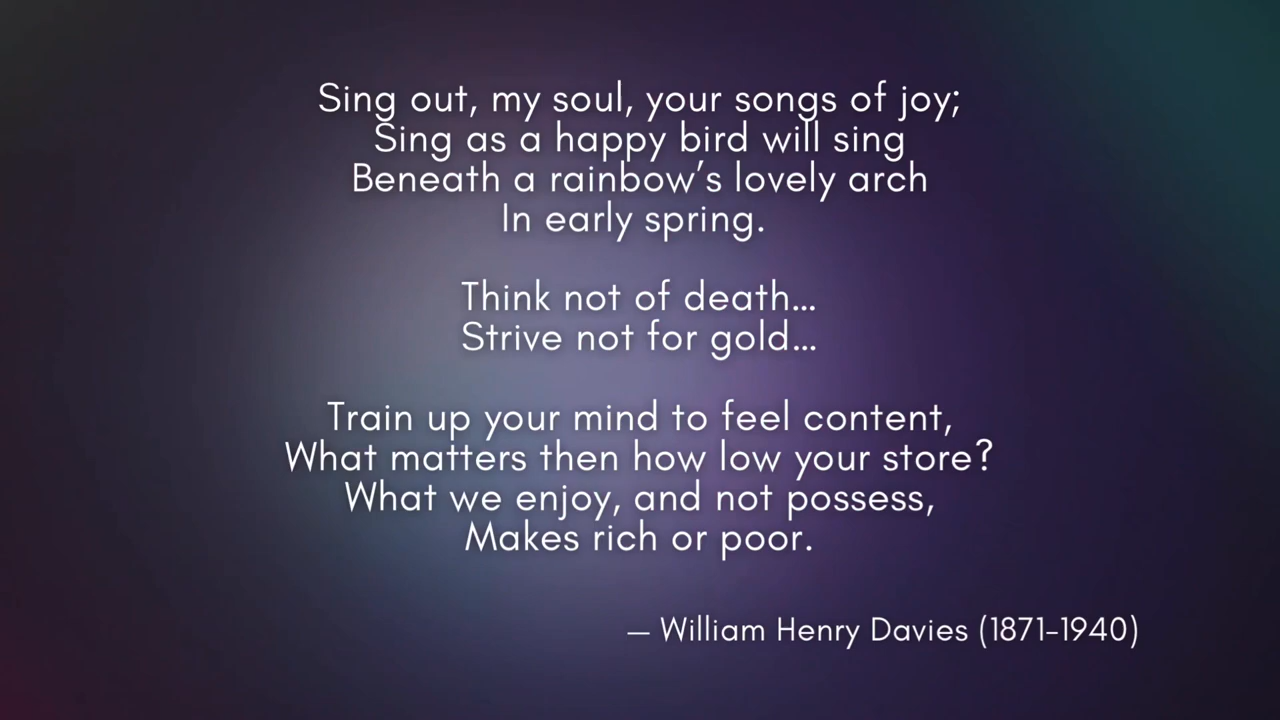 Sing out, my soul, your songs of joy;
Sing as a happy bird will sing
Beneath a rainbow’s lovely arch
In early spring.
Think not of death...
Strive not for gold...
Train up your mind to feel content,
What matters then how low your store?
What we enjoy, and not possess,
Makes rich or poor.
— William Henry Davies (1871-1940)